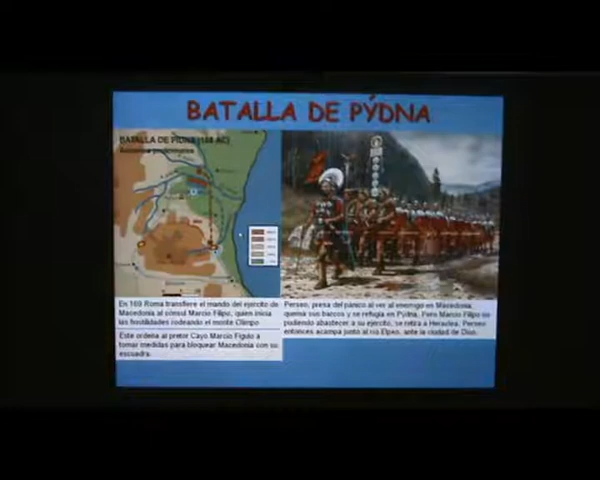 BATALLA DE PÝDNA
BATALLA DE PIDNA (168 AC)
En 169 Roma transfiere el mando del ejército de
Macedonia al cónsul Marcio Filipo, quien inicia
las hostilidades rodeando el monte Olimpo
Este ordena al pretor Cayo Marcio Figulo a
tomar medidas para bloquear Macedonia con su
escuadra.
Perseo, presa del pánico al ver al enemigo en Macedonia,
quema sus barcos y se refugia en Pydna. Pero Marcio Filipo no
pudiendo abastecer a su ejército, se retira a Heraclea. Perseo
entonces acampa junto al río Elpeo, ante la ciudad de Dion.